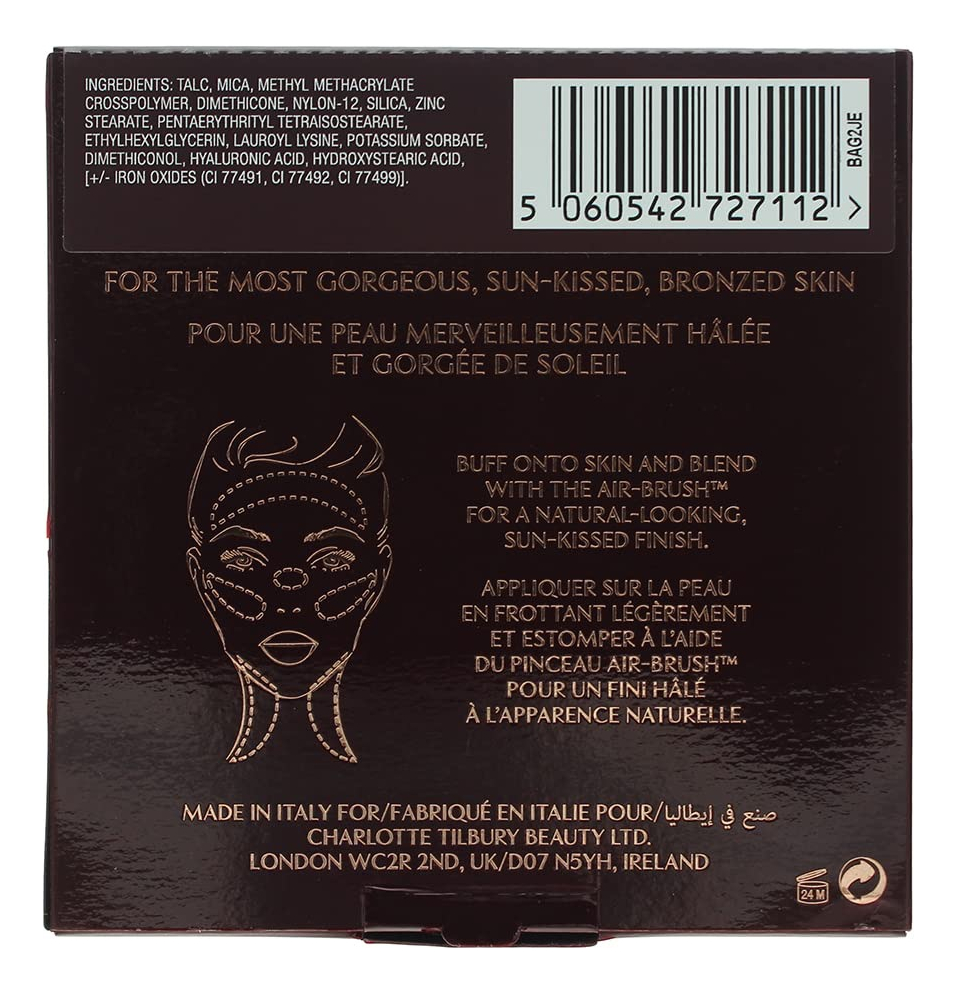 INGREDIENTS: TALC, MICA, METHYL METHACRYLATE
CROSSPOLYMER, DIMETHICONE, NYLON-12, SILICA, ZINC
STEARATE, PENTAERYTHRITYL TETRAISOSTEARATE,
ETHYLHEXYLGLYCERIN, LAUROYL LYSINE, POTASSIUM SORBATE,
DIMETHICONOL, HYALURONIC ACID, HYDROXYSTEARIC ACID,
[+/- IRON OXIDES (CI 77491, CI 77492, CI 77499)].
BAG2JE
5 060542 727112 >
FOR THE MOST GORGEOUS, SUN-KISSED, BRONZED SKIN
POUR UNE PEAU MERVEILLEUSEMENT HÂLÉE
ET GORGÉE DE SOLEIL
BUFF ONTO SKIN AND BLEND
WITH THE AIR-BRUSH™
FOR A NATURAL-LOOKING,
SUN-KISSED FINISH.
APPLIQUER SUR LA PEAU
EN FROTTANT LÉGÈREMENT
ET ESTOMPER À L'AIDE
DU PINCEAU AIR-BRUSH™
POUR UN FINI HÂLÉ
À L'APPARENCE NATURELLE.
MADE IN ITALY FOR/FABRIQUÉ EN ITALIE POUR/صنع في إيطاليا
CHARLOTTE TILBURY BEAUTY LTD.
LONDON WC2R 2ND, UK/D07 N5YH, IRELAND
24 M